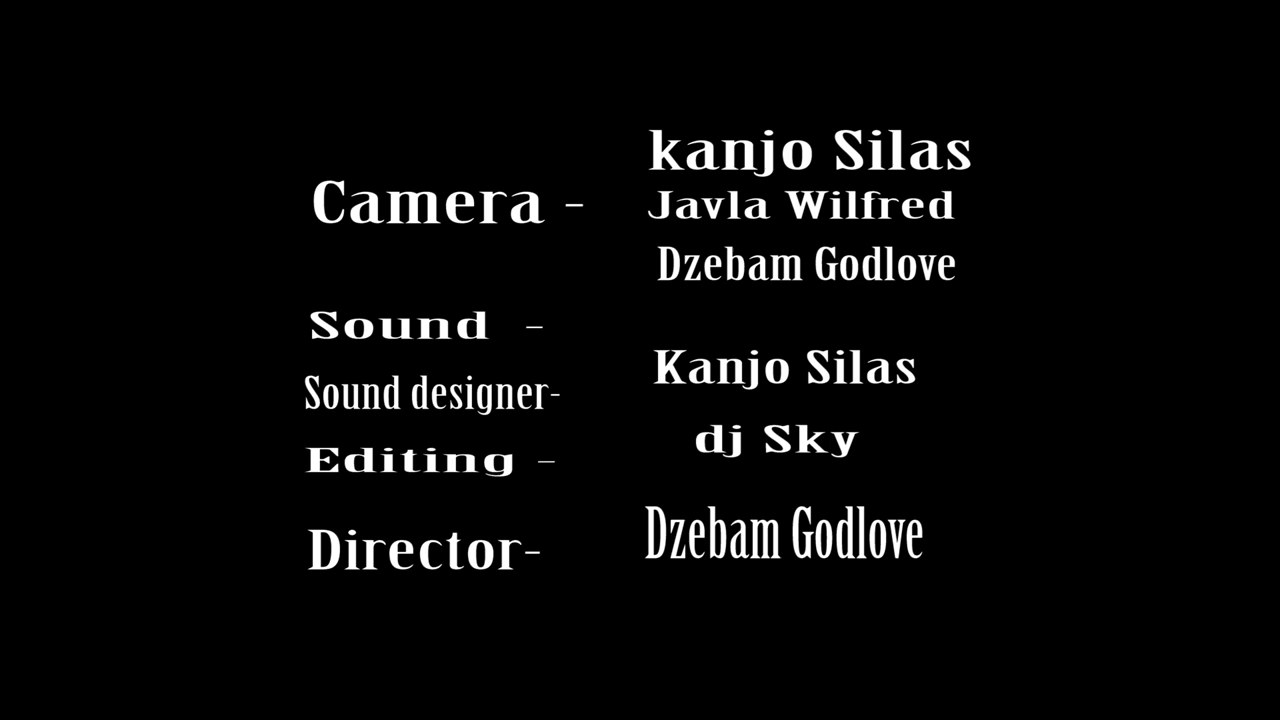 kanjo Silas
Camera -
Javla Wilfred
Dzebam Godlove
Sound -
Kanjo Silas
Sound designer-
dj Sky
Editing -
Dzebam Godlove
Director-